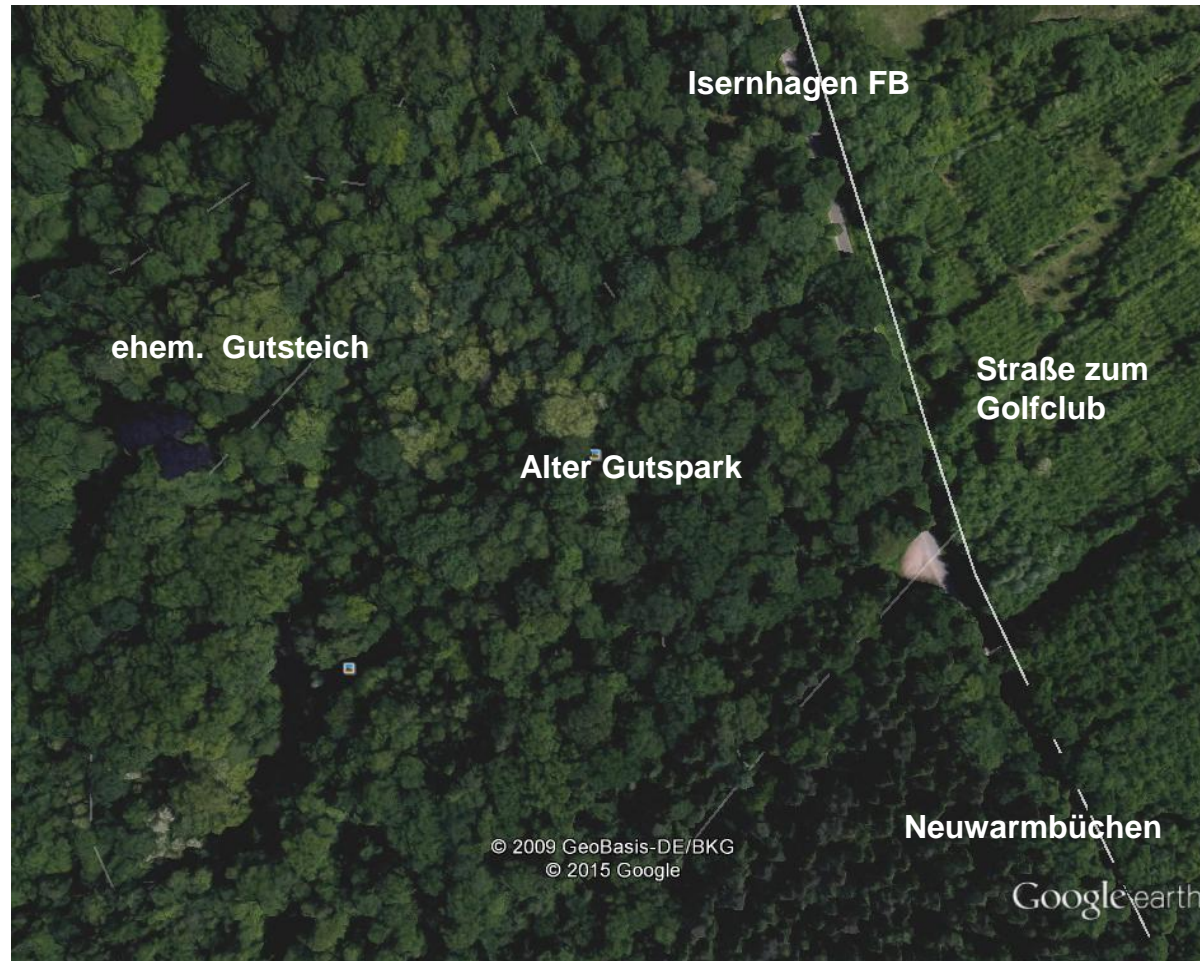 Isernhagen FB
ehem. Gutsteich
Straße zum
Golfclub
Alter Gutspark
Neuwarmbüchen
© 2009 GeoBasis-DE/BKG
© 2015 Google
Google earth